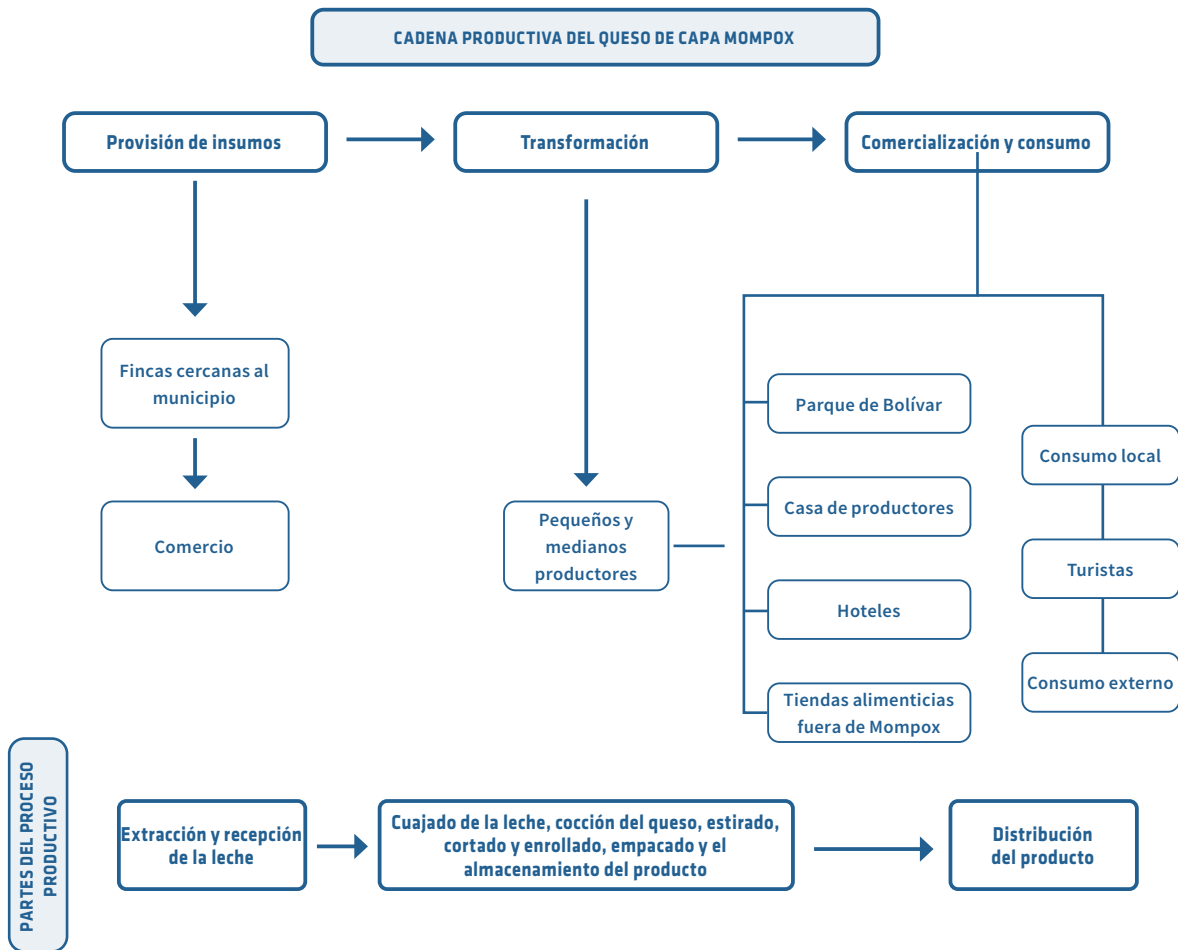 CADENA PRODUCTIVA DEL QUESO DE CAPA MOMPOX
Provisión de insumos
Transformación
Comercialización y consumo
Fincas cercanas al
municipio
Comercio
Pequeños y
medianos
productores
Parque de Bolívar
Casa de productores
Hoteles
Tiendas alimenticias
fuera de Mompox
Consumo local
Turistas
Consumo externo
PARTES DEL PROCESO
PRODUCTIVO
Extracción y recepción
de la leche
Cuajado de la leche, cocción del queso, estirado,
cortado y enrollado, empacado y el
almacenamiento del producto
Distribución
del producto